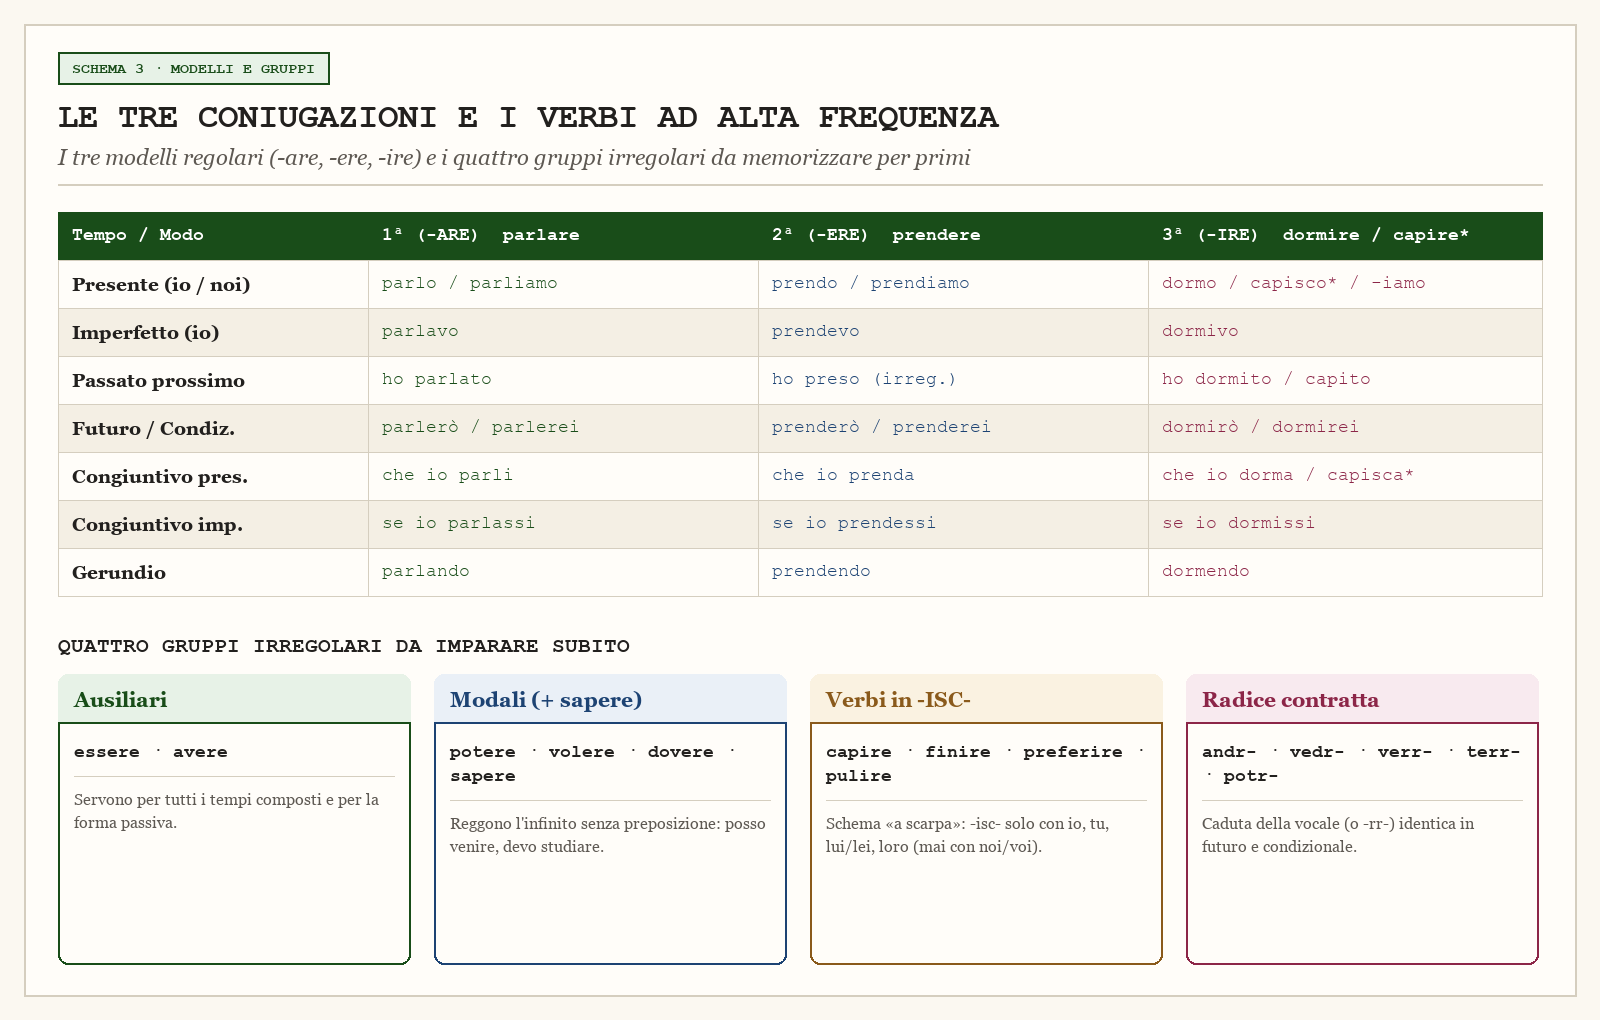 SCHEMA 3 · MODELLI E GRUPPI
LE TRE CONIUGAZIONI E I VERBI AD ALTA FREQUENZA
I tre modelli regolari (-are, -ere, -ire) e i quattro gruppi irregolari da memorizzare per primi
Tempo / Modo 1ª (-ARE) parlare 2ª (-ERE) prendere 3ª (-IRE) dormire / capire*
Presente (io / noi) parlo / parliamo prendo / prendiamo dormo / capisco* / -iamo
Imperfetto (io) parlavo prendevo dormivo
Passato prossimo ho parlato ho preso (irreg.) ho dormito / capito
Futuro / Condiz. parlerò / parlerei prenderò / prenderei dormirò / dormirei
Congiuntivo pres. che io parli che io prenda che io dorma / capisca*
Congiuntivo imp. se io parlassi se io prendessi se io dormissi
Gerundio parlando prendendo dormendo
QUATTRO GRUPPI IRREGOLARI DA IMPARARE SUBITO
Ausiliari
essere · avere
Servono per tutti i tempi composti e per la
forma passiva.
Modali (+ sapere)
potere · volere · dovere ·
sapere
Reggono l'infinito senza preposizione: posso
venire, devo studiare.
Verbi in -ISC-
capire · finire · preferire ·
pulire
Schema «a scarpa»: -isc- solo con io, tu,
lui/lei, loro (mai con noi/voi).
Radice contratta
andr- · vedr- · verr- · terr-
· potr-
Caduta della vocale (o -rr-) identica in
futuro e condizionale.